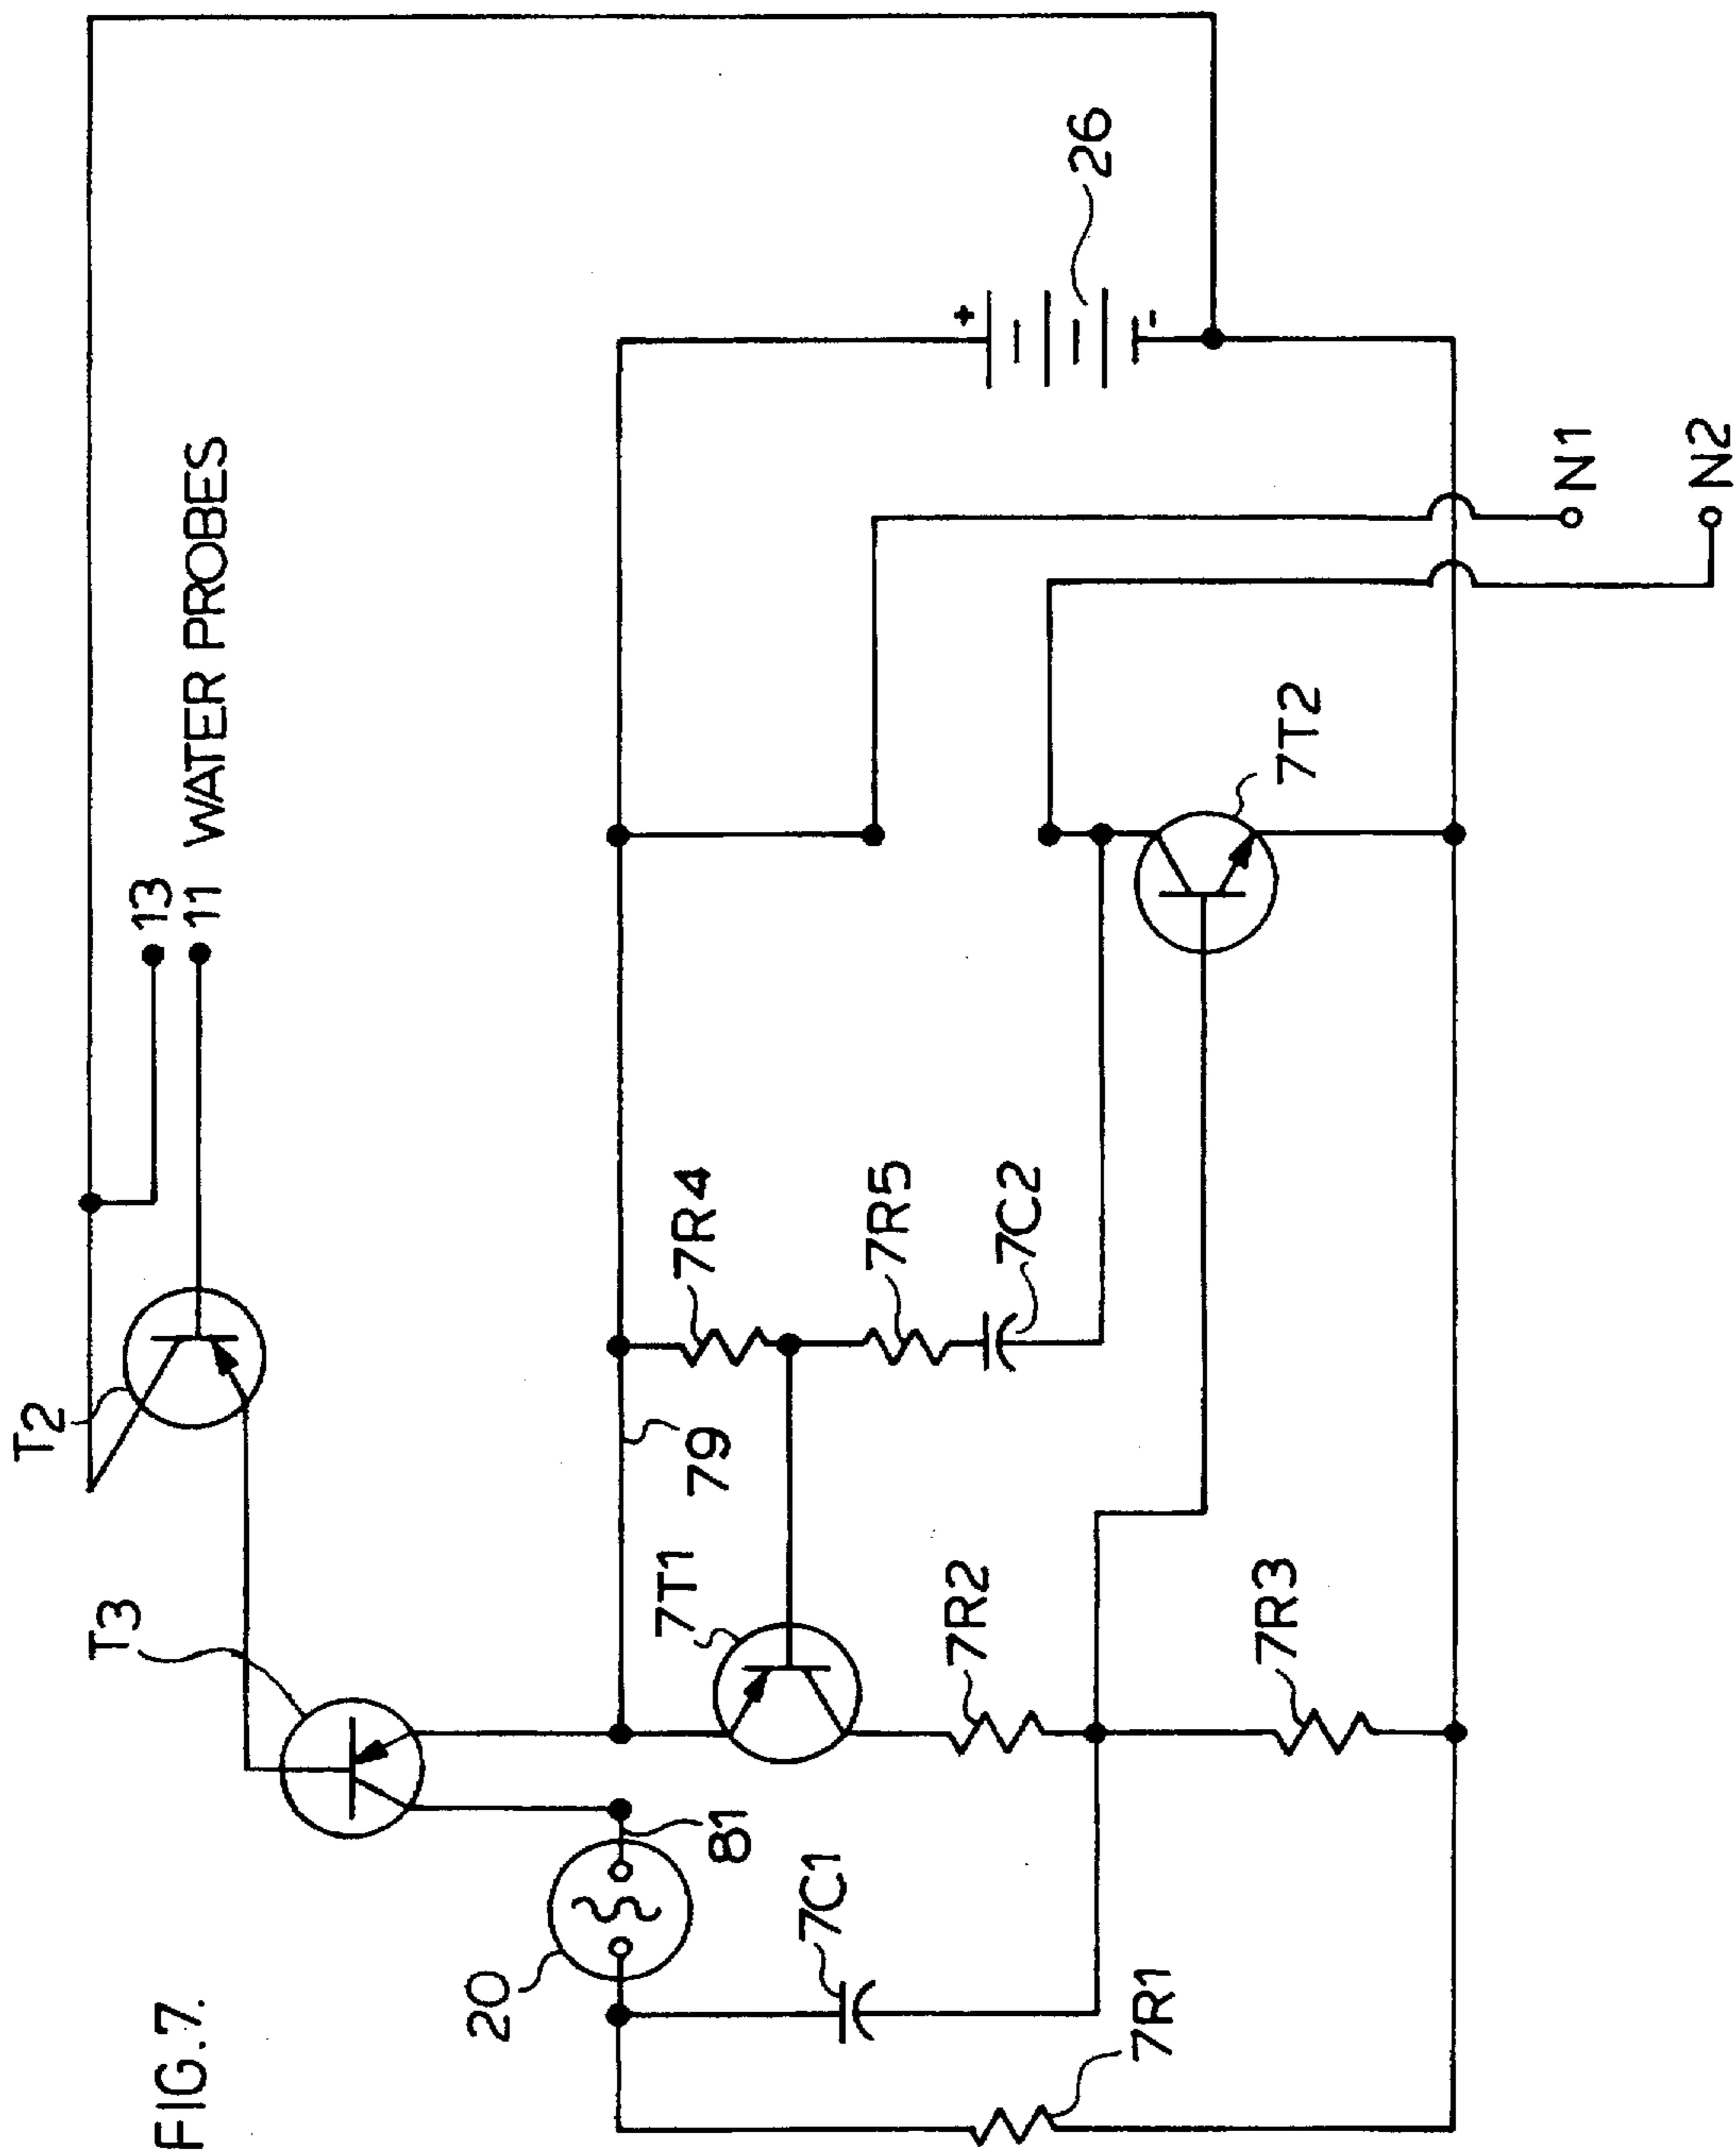 FIG.7.
T2
T3
13
11 WATER PROBES
20
81
79
7T1
7R4
7R5
7C2
7C1
7R2
7R3
7R1
7T2
+
-
26
N1
N2